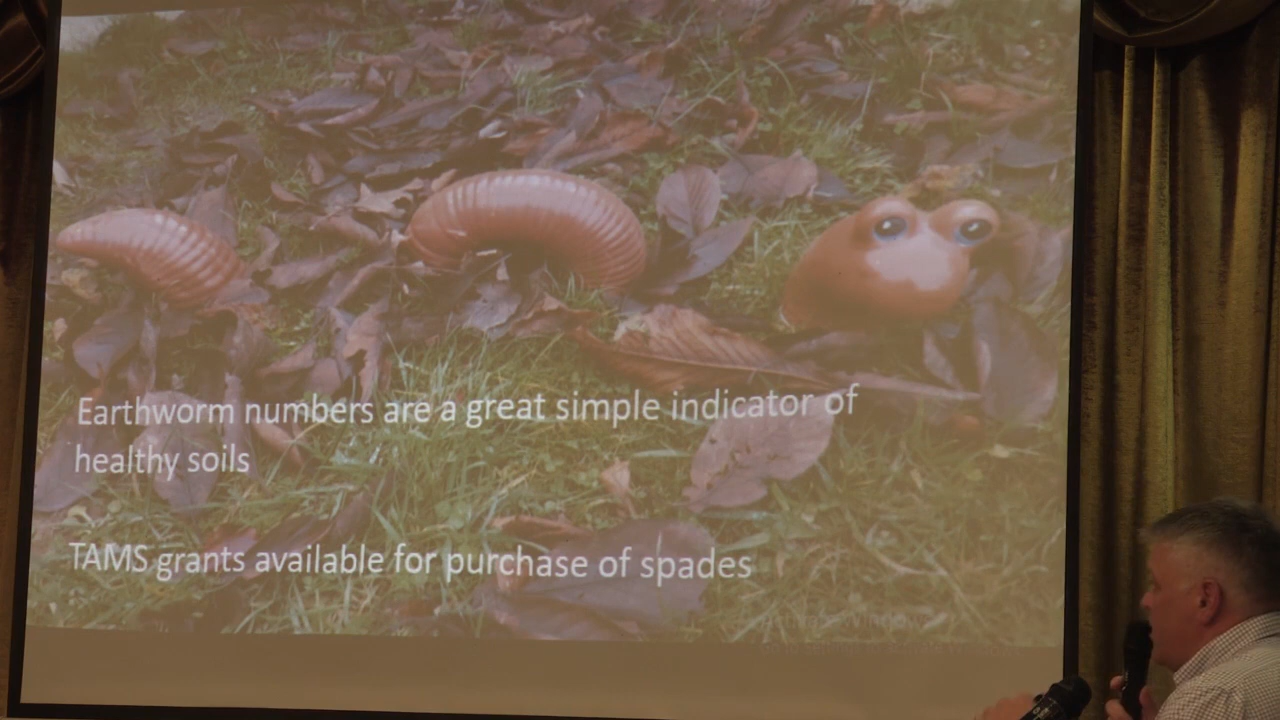 Earthworm numbers are a great simple indicator of
healthy soils
TAMS grants available for purchase of spades